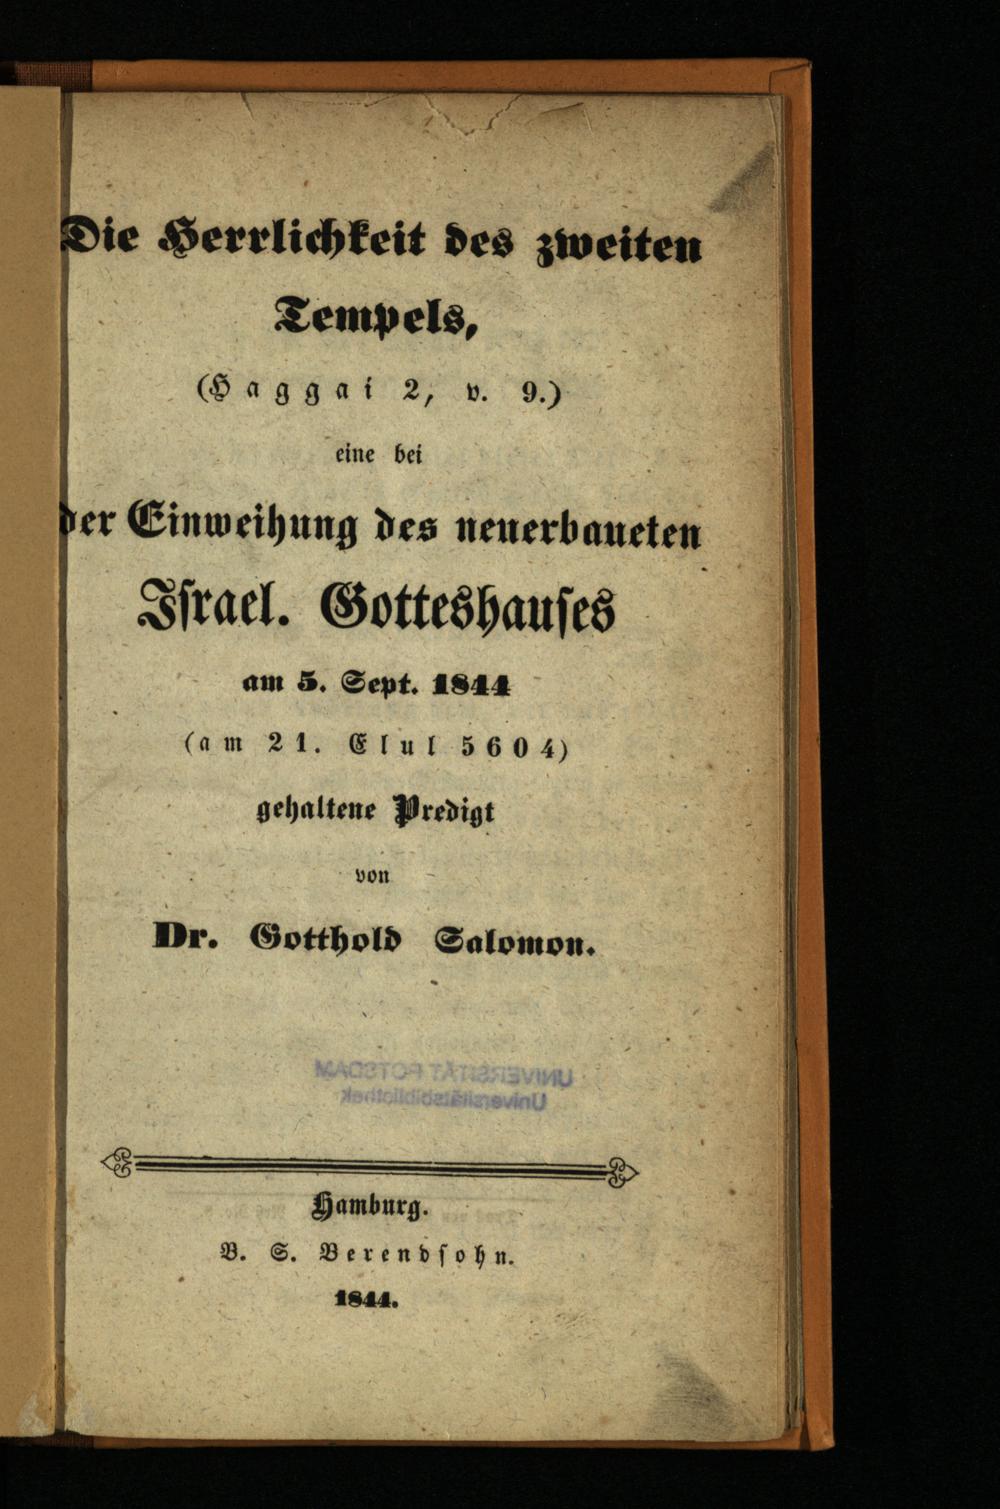 Die Herrlichkeit des zweiten
Tempels,
(Haggai 2, v. 9.)
eine bei
der Einweihung des neuerbaueten
Israel. Gotteshauses
am 5. Sept. 1844
(am 21. Elul 5604)
gehaltene Predigt
von
Dr. Gotthold Salomon.
UNIVERSITÄT POTSDAM
Universitätsbibliothek
Hamburg.
B. S. Berendsohn.
1844.